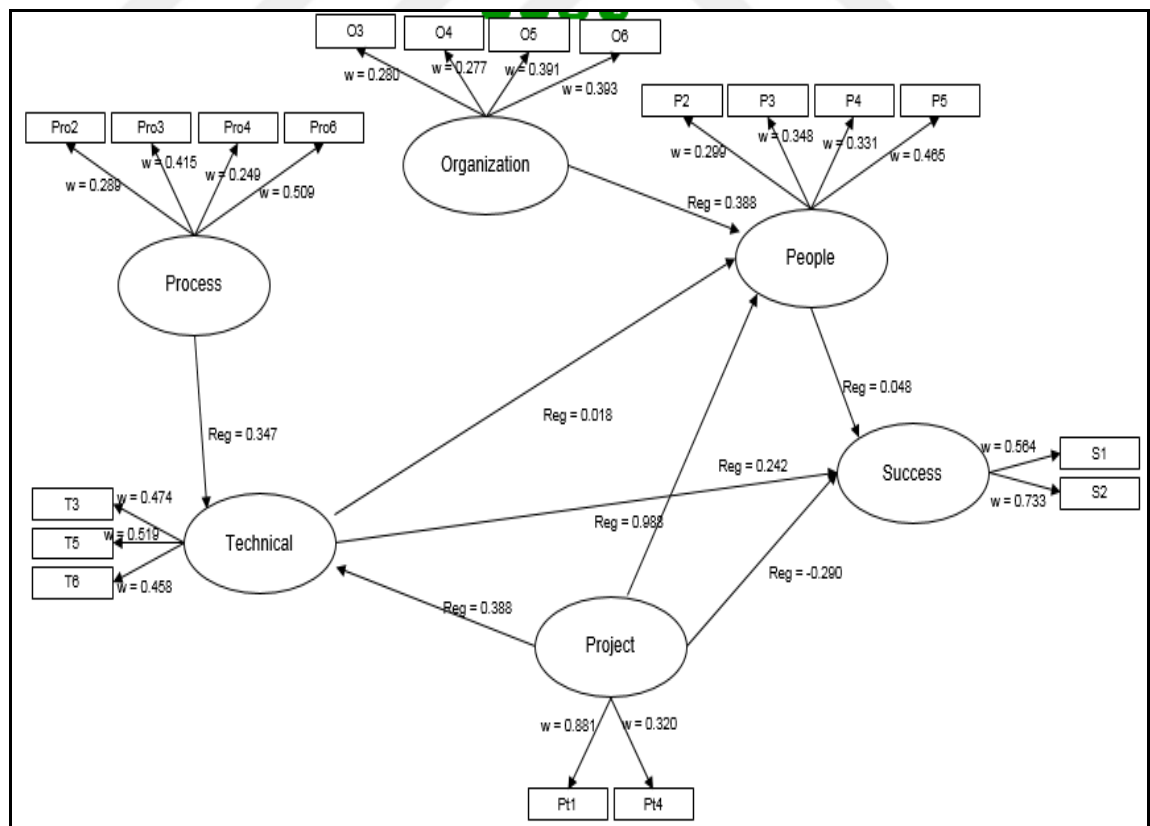 O3
O4
O5
O6
w = 0.280
w = 0.277
w = 0.391
w = 0.393
Organization
P2
P3
P4
P5
w = 0.299
w = 0.348
w = 0.331
w = 0.465
People
Pro2
Pro3
Pro4
Pro6
w = 0.289
w = 0.415
w = 0.249
w = 0.509
Process
Reg = 0.388
Reg = 0.347
Reg = 0.018
Reg = 0.048
Reg = 0.242
Reg = 0.988
Reg = -0.290
Reg = 0.388
Success
w = 0.564
w = 0.733
S1
S2
T3
T5
T6
w = 0.474
w = 0.519
w = 0.458
Technical
Project
w = 0.881
w = 0.320
Pt1
Pt4